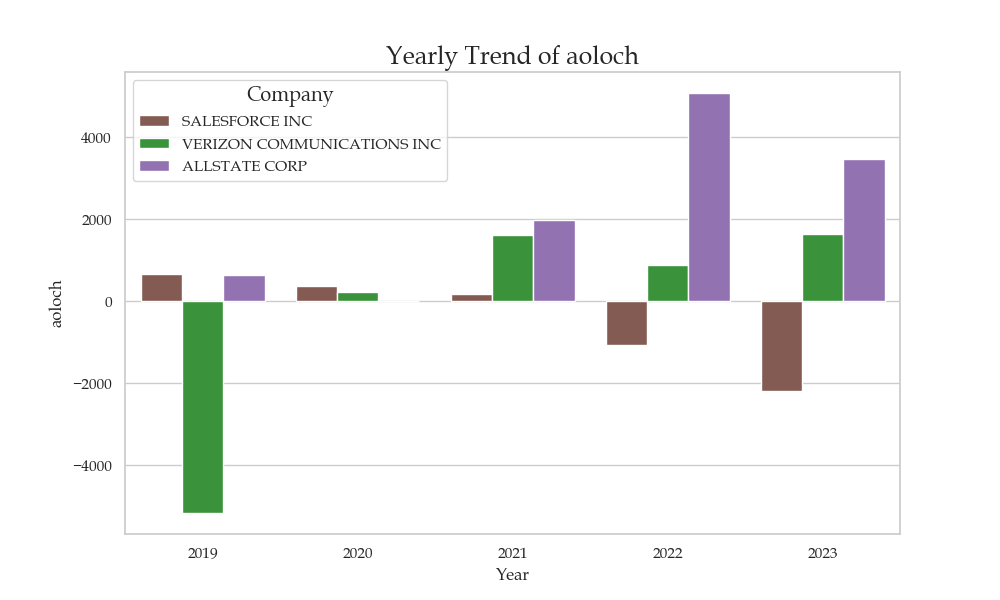 Yearly Trend of aoloch
Company
SALESFORCE INC
VERIZON COMMUNICATIONS INC
ALLSTATE CORP
aoloch
4000
2000
0
−2000
−4000
2019
2020
2021
2022
2023
Year